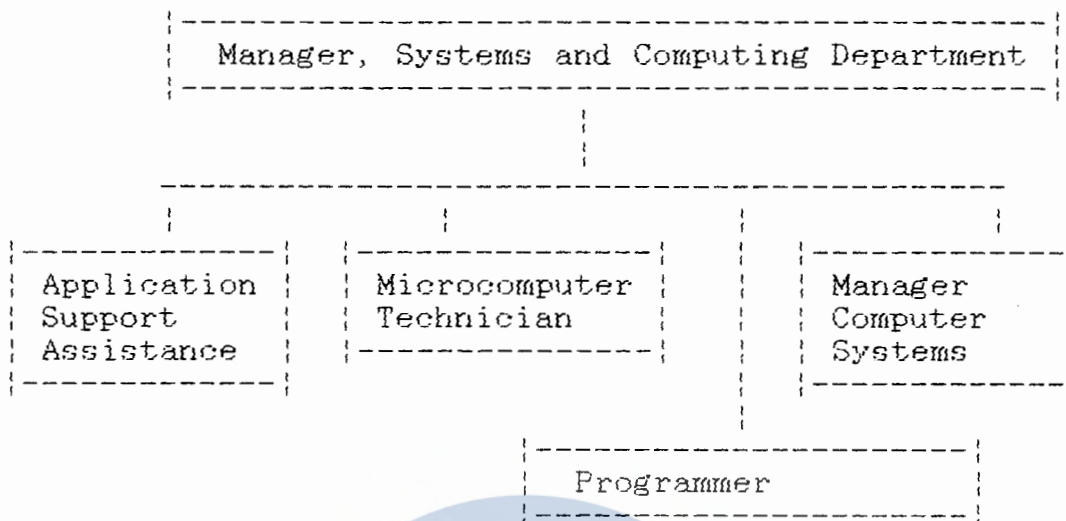 Manager, Systems and Computing Department
Application
Support
Assistance
Microcomputer
Technician
Manager
Computer
Systems
Programmer